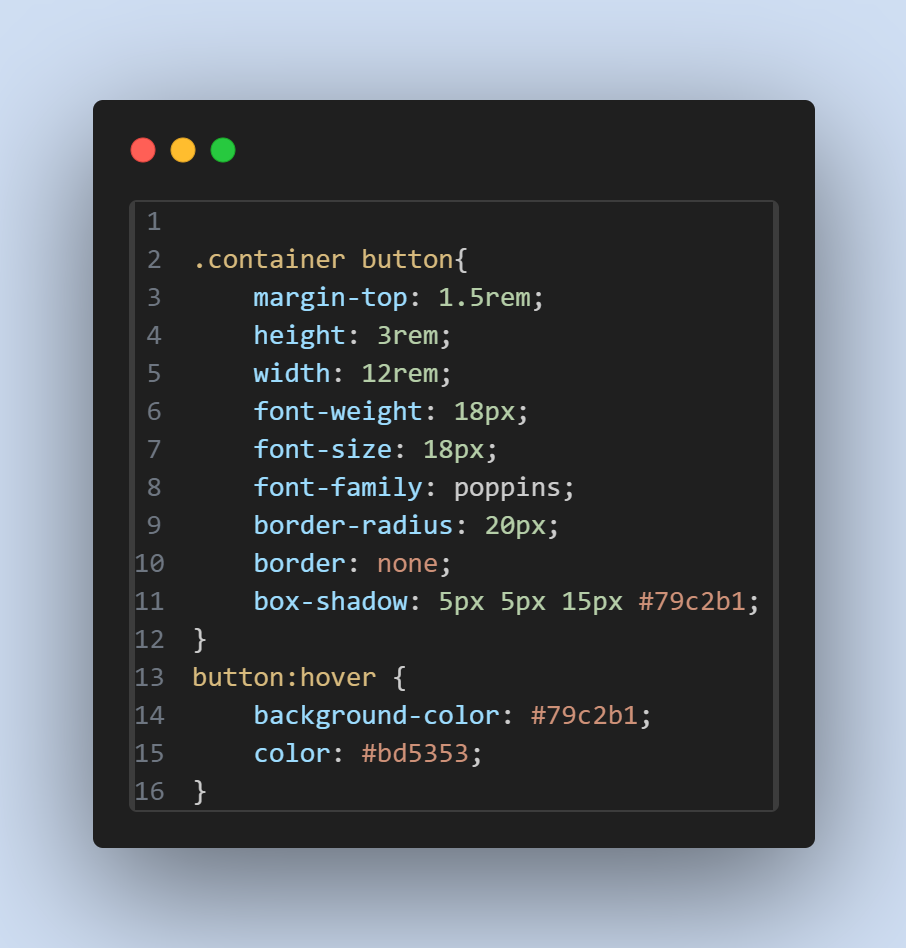 1
2 .container button{
3     margin-top: 1.5rem;
4     height: 3rem;
5     width: 12rem;
6     font-weight: 18px;
7     font-size: 18px;
8     font-family: poppins;
9     border-radius: 20px;
10     border: none;
11     box-shadow: 5px 5px 15px #79c2b1;
12 }
13 button:hover {
14     background-color: #79c2b1;
15     color: #bd5353;
16 }